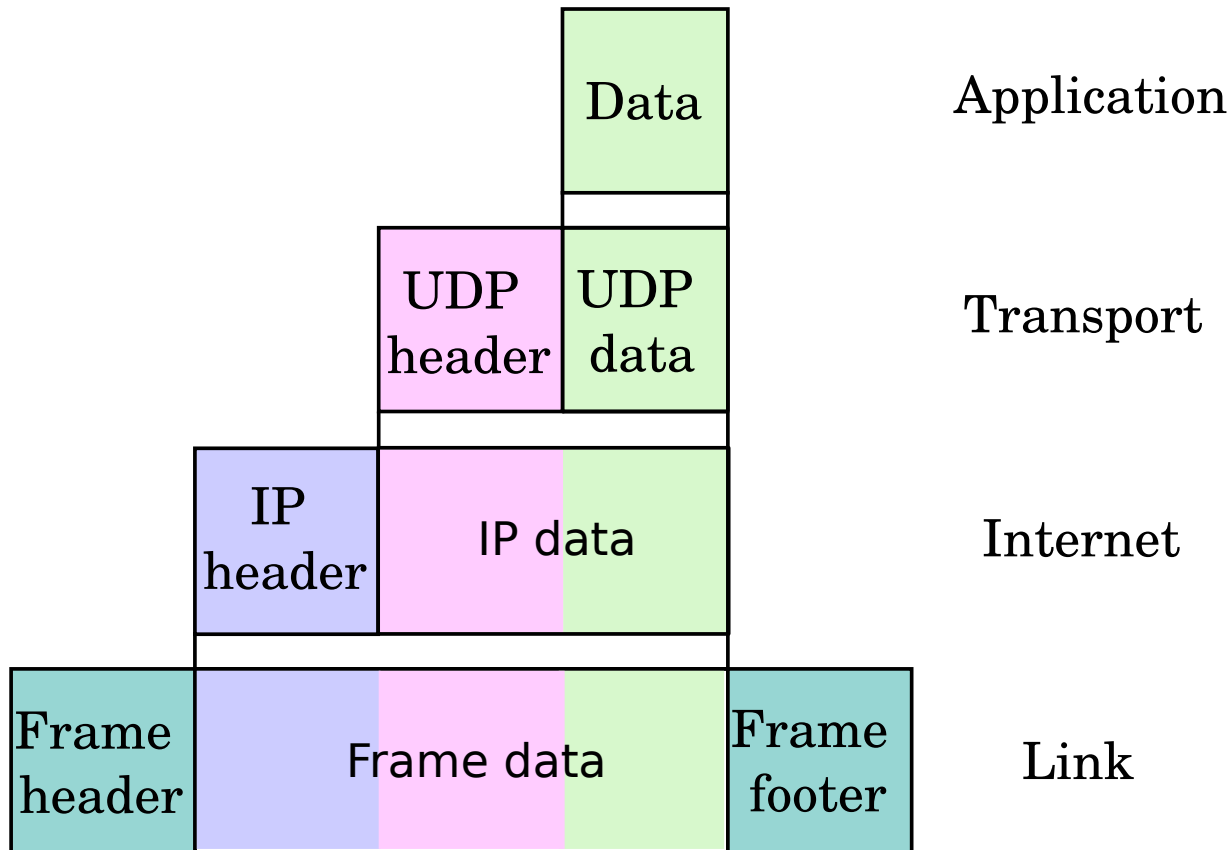 Data
Application
UDP
header
UDP
data
Transport
IP
header
IP data
Internet
Frame
header
Frame data
Frame
footer
Link